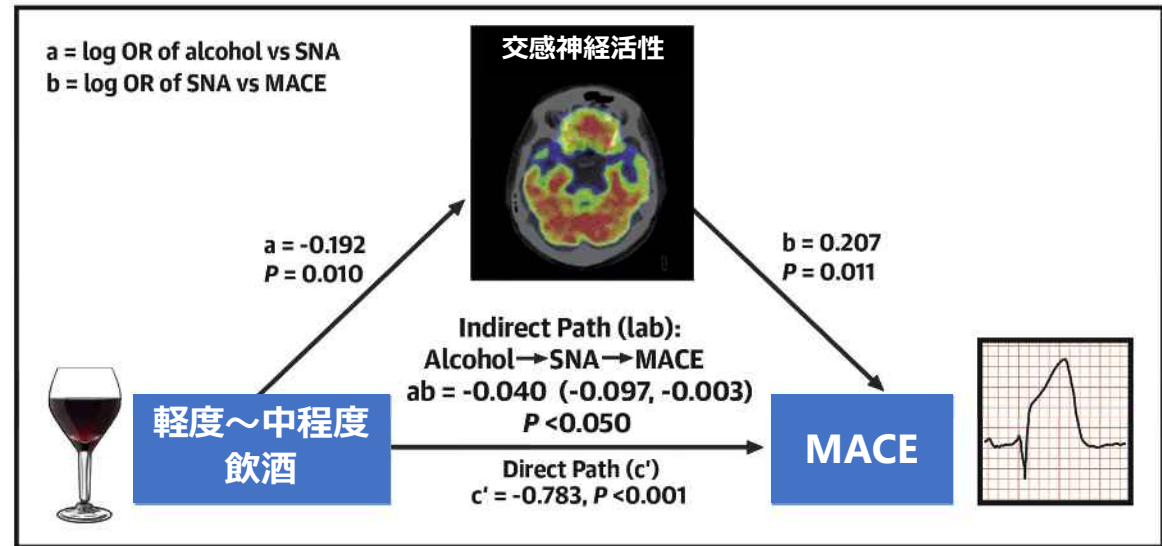 a = log OR of alcohol vs SNA
b = log OR of SNA vs MACE
交感神経活性
a = -0.192
P = 0.010
b = 0.207
P = 0.011
Indirect Path (lab):
Alcohol→SNA→MACE
ab = -0.040 (-0.097, -0.003)
P <0.050
軽度～中程度
飲酒
MACE
Direct Path (c')
c' = -0.783, P <0.001